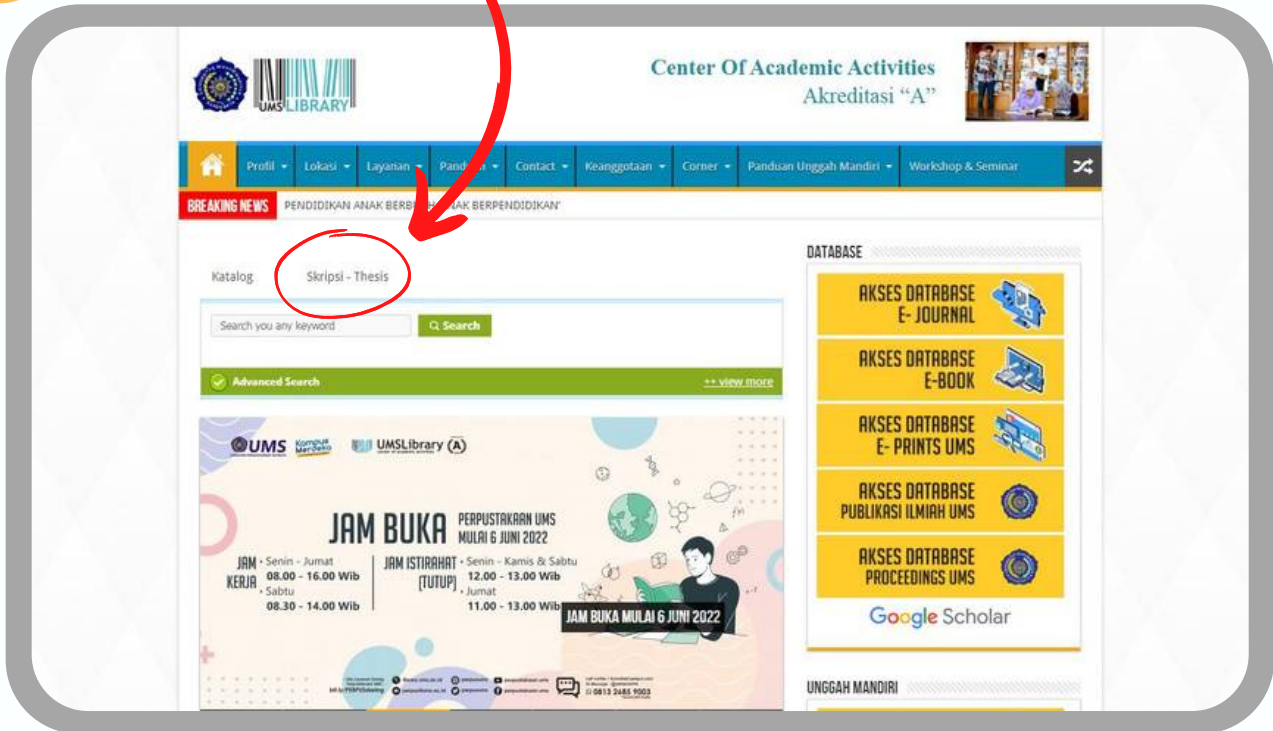 UMSLIBRARY
Center Of Academic Activities
Akreditasi “A”
Profil
Lokasi
Layanan
Contact
Keanggotaan
Corner
Panduan Unggah Mandiri
Workshop & Seminar
BREAKING NEWS
PENDIDIKAN ANAK
BERPENDIDIKAN'
Katalog
Skripsi - Thesis
Search you any keyword
Search
Advanced Search
++ view more
UMS
Kampus
Merdeka
UMSLibrary (A)
JAM BUKA
PERPUSTAKAAN UMS
MULAI 6 JUNI 2022
JAM
KERJA
Senin - Jumat
08.00 - 16.00 Wib
Sabtu
08.30 - 14.00 Wib
JAM ISTIRAHAT
(TUTUP)
Senin - Kamis & Sabtu
12.00 - 13.00 Wib
Jumat
11.00 - 13.00 Wib
JAM BUKA MULAI 6 JUNI 2022
0813 2685 9003
DATABASE
AKSES DATABASE
E- JOURNAL
AKSES DATABASE
E-BOOK
AKSES DATABASE
E- PRINTS UMS
AKSES DATABASE
PUBLIKASI ILMIAH UMS
AKSES DATABASE
PROCEEDINGS UMS
Google Scholar
UNGGAH MANDIRI